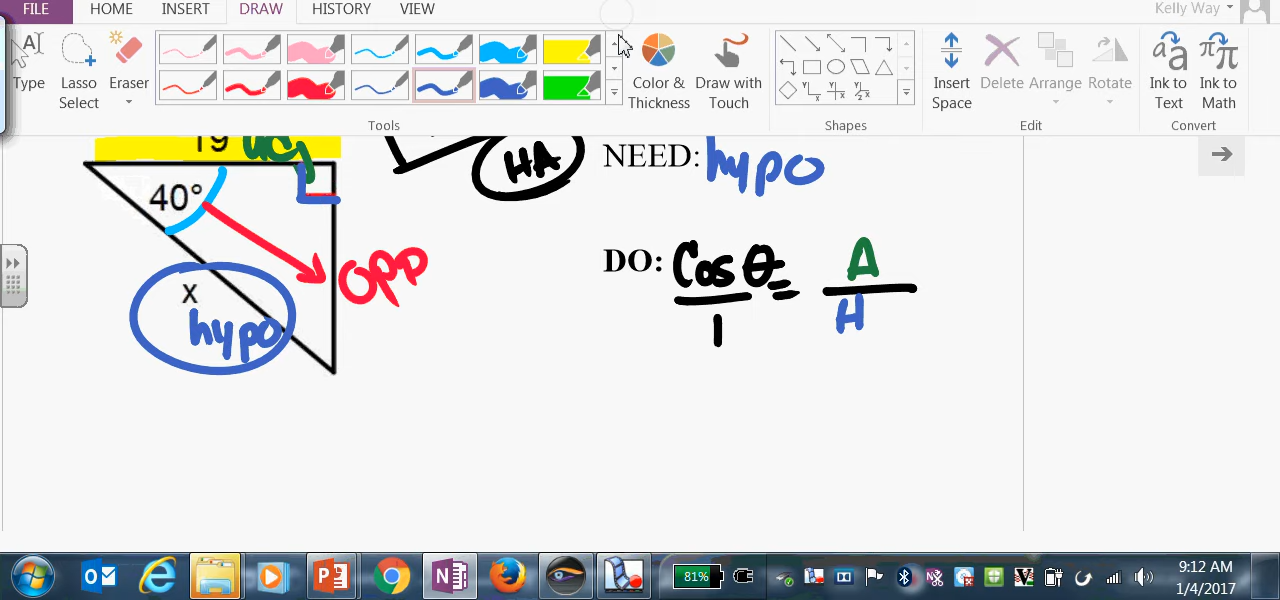 FILE HOME INSERT DRAW HISTORY VIEW Kelly Way
Type Lasso Select Eraser Color & Thickness Draw with Touch Insert Space Delete Arrange Rotate Ink to Text Ink to Math
Tools Shapes Edit Convert
19 adj
HA NEED: hypo
40°
DO: Cos θ = A
1 H
opp
x
hypo
81% 9:12 AM
1/4/2017